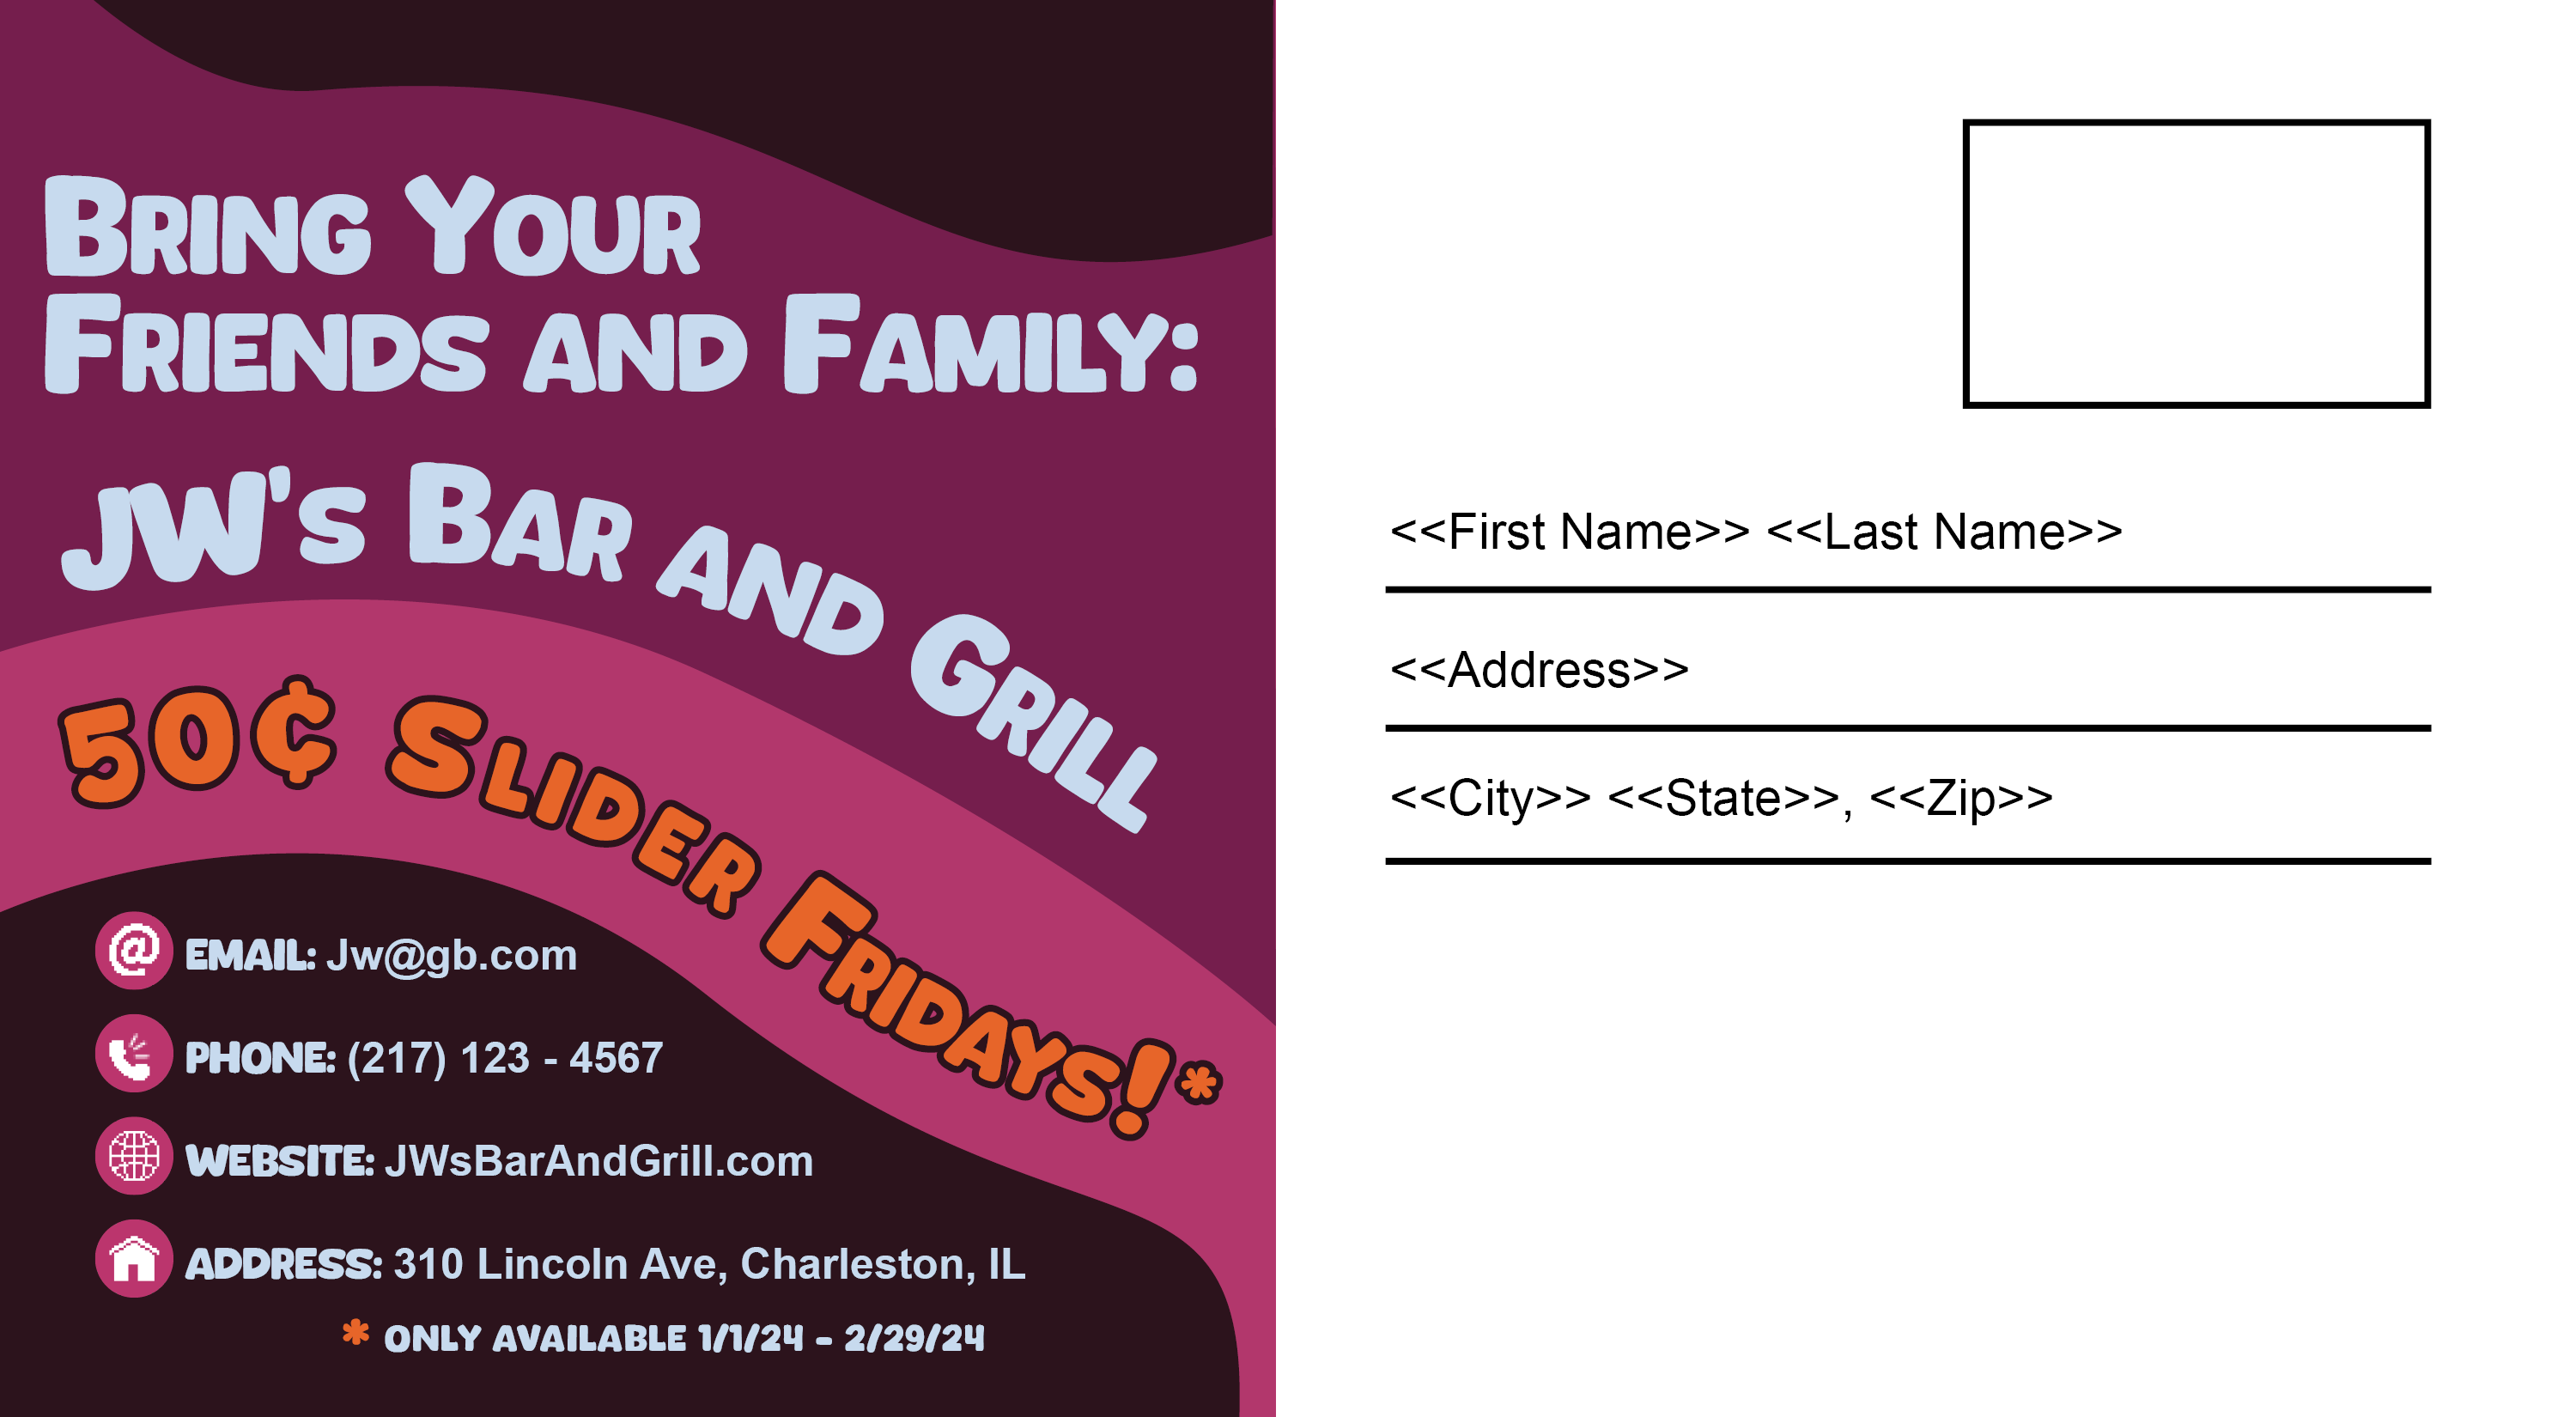 Bring Your
Friends and Family:
JW's Bar and Grill
50¢ Slider Fridays!*
@ EMAIL: Jw@gb.com
PHONE: (217) 123 - 4567
WEBSITE: JWsBarAndGrill.com
ADDRESS: 310 Lincoln Ave, Charleston, IL
* ONLY AVAILABLE 1/1/24 - 2/29/24
<<First Name>> <<Last Name>>
<<Address>>
<<City>> <<State>>, <<Zip>>